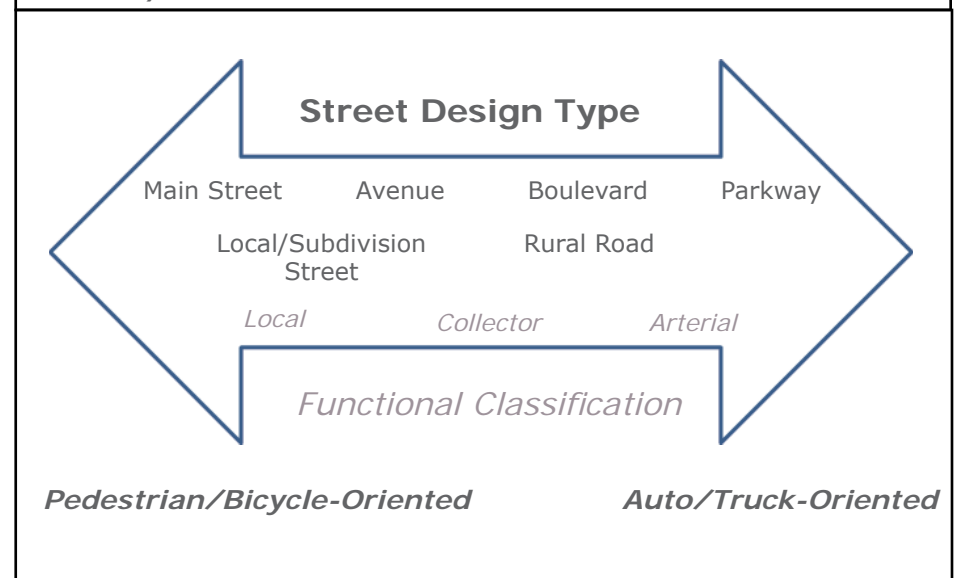 Street Design Type
Main Street Avenue Boulevard Parkway
Local/Subdivision Rural Road
Street
Local Collector Arterial
Functional Classification
Pedestrian/Bicycle-Oriented Auto/Truck-Oriented